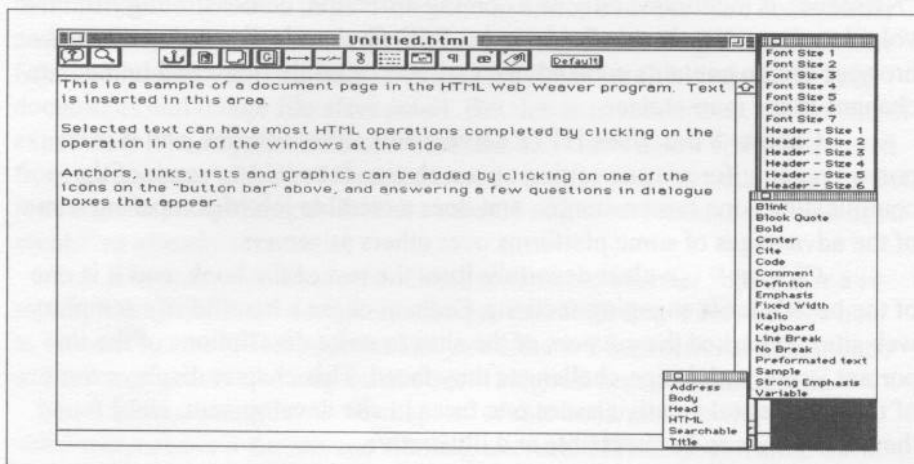 Untitled.html
Default
This is a sample of a document page in the HTML Web Weaver program. Text
is inserted in this area.
Selected text can have most HTML operations completed by clicking on the
operation in one of the windows at the side.
Anchors, links, lists and graphics can be added by clicking on one of the
icons on the "button bar" above, and answering a few questions in dialogue
boxes that appear.
Font Size 1
Font Size 2
Font Size 3
Font Size 4
Font Size 5
Font Size 6
Font Size 7
Header - Size 1
Header - Size 2
Header - Size 3
Header - Size 4
Header - Size 5
Header - Size 6
Blink
Block Quote
Bold
Center
Cite
Code
Comment
Definiton
Emphasis
Fixed Width
Italic
Keyboard
Line Break
No Break
Preformatted
Sample
Strong Emphasis
Variable
Address
Body
Head
HTML
Searchable
Title